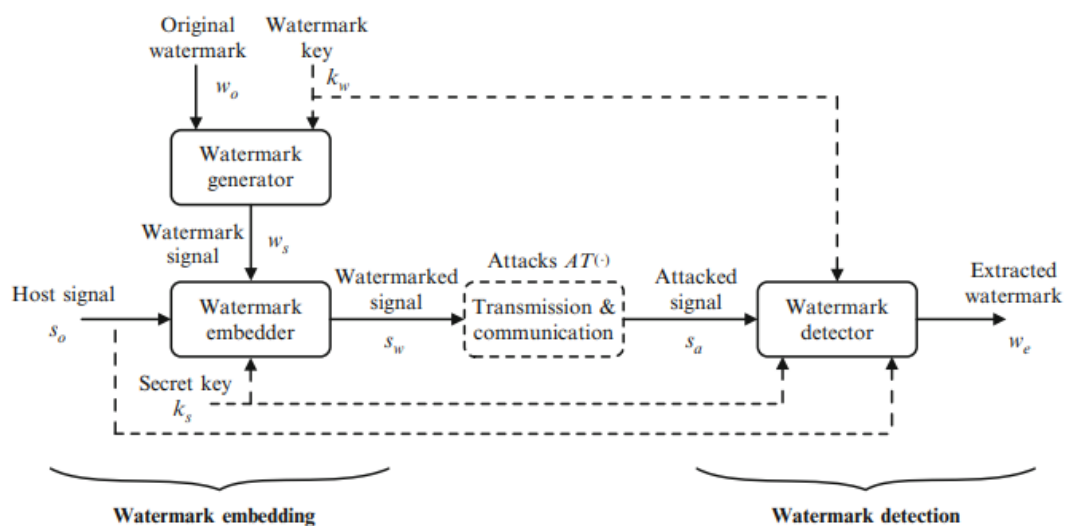 Original
watermark
w_o
Watermark
key
k_w
Watermark
generator
Watermark
signal
w_s
Host signal
s_o
Watermark
embedder
Watermarked
signal
s_w
Attacks AT(·)
Transmission &
communication
Attacked
signal
s_a
Watermark
detector
Extracted
watermark
w_e
Secret key
k_s
Watermark embedding
Watermark detection